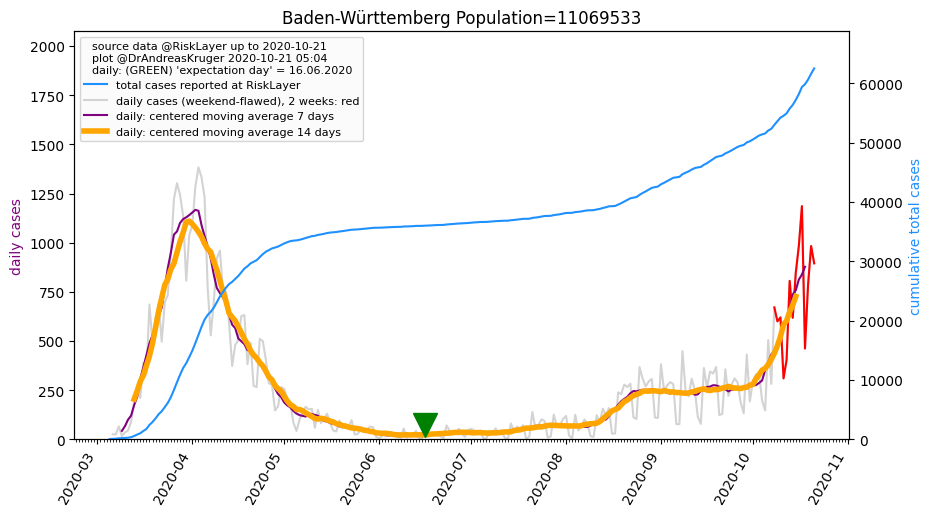 Baden-Württemberg Population=11069533
source data @RiskLayer up to 2020-10-21
plot @DrAndreasKruger 2020-10-21 05:04
daily: (GREEN) 'expectation day' = 16.06.2020
total cases reported at RiskLayer
daily cases (weekend-flawed), 2 weeks: red
daily: centered moving average 7 days
daily: centered moving average 14 days
daily cases
2000
1750
1500
1250
1000
750
500
250
0
60000
50000
40000
30000
20000
10000
0
cumulative total cases
2020-03
2020-04
2020-05
2020-06
2020-07
2020-08
2020-09
2020-10
2020-11